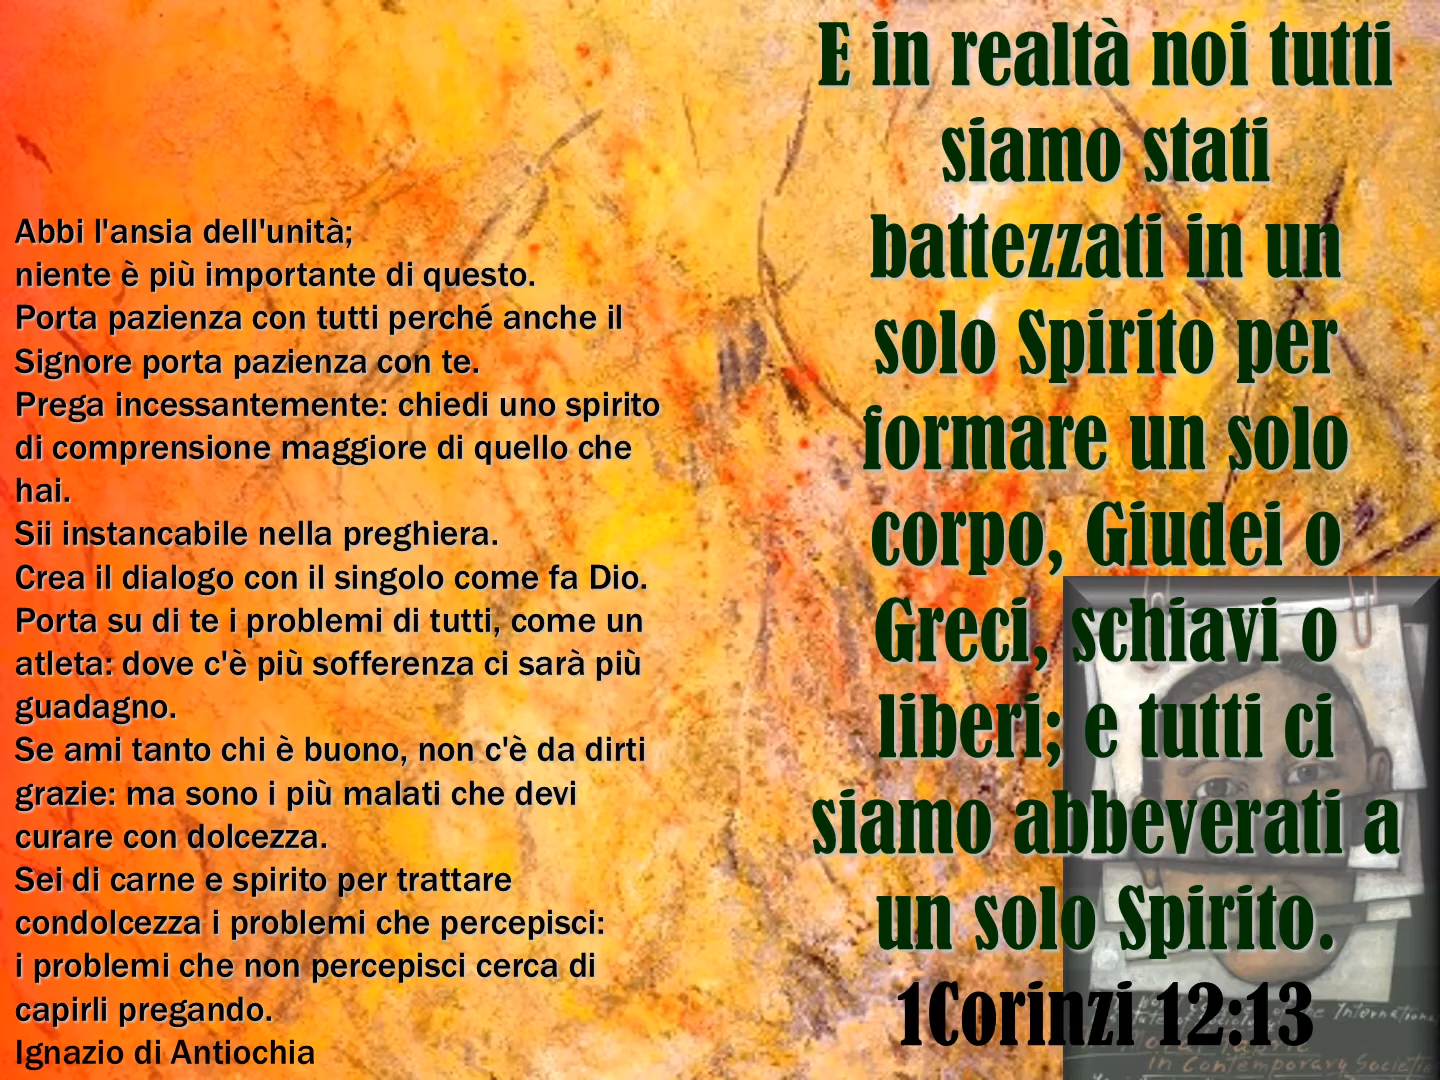 Abbi l'ansia dell'unità;
niente è più importante di questo.
Porta pazienza con tutti perché anche il
Signore porta pazienza con te.
Prega incessantemente: chiedi uno spirito
di comprensione maggiore di quello che
hai.
Sii instancabile nella preghiera.
Crea il dialogo con il singolo come fa Dio.
Porta su di te i problemi di tutti, come un
atleta: dove c'è più sofferenza ci sarà più
guadagno.
Se ami tanto chi è buono, non c'è da dirti
grazie: ma sono i più malati che devi
curare con dolcezza.
Sei di carne e spirito per trattare
condolcezza i problemi che percepisci:
i problemi che non percepisci cerca di
capirli pregando.
Ignazio di Antiochia
E in realtà noi tutti
siamo stati
battezzati in un
solo Spirito per
formare un solo
corpo, Giudei o
Greci, schiavi o
liberi; e tutti ci
siamo abbeverati a
un solo Spirito.
1Corinzi 12:13
in Contemporary